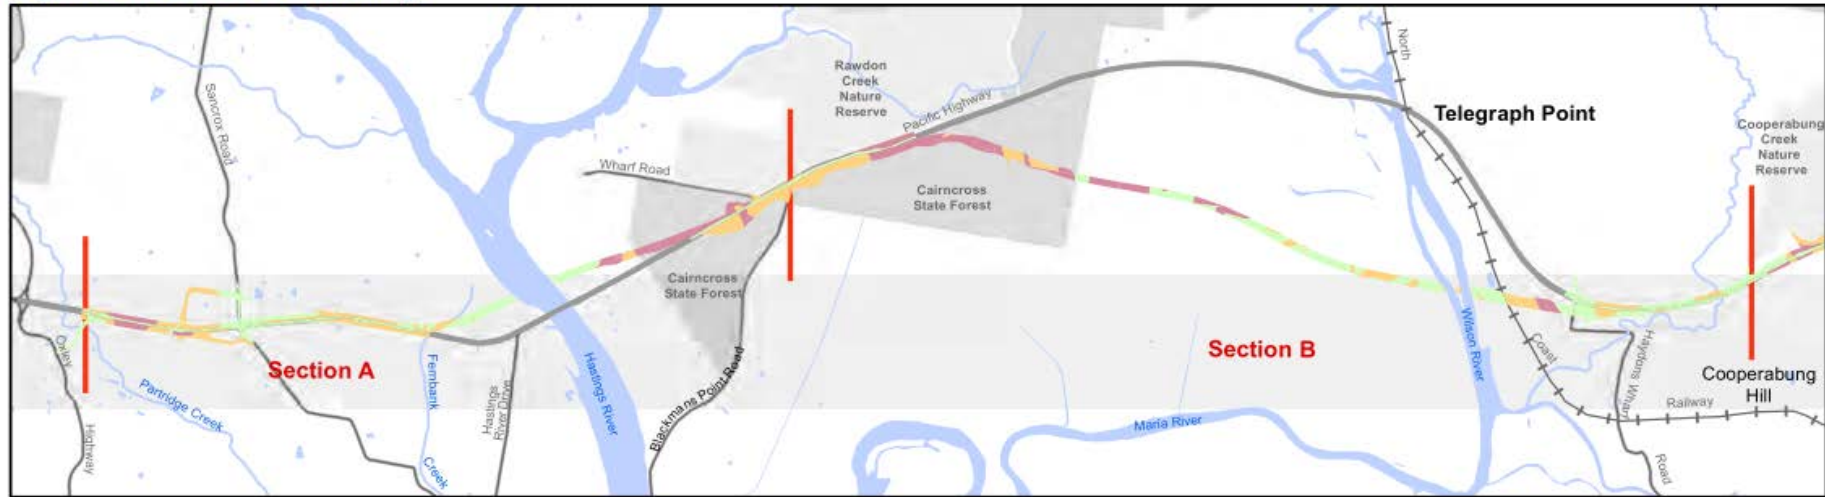 North
Rawdon
Creek
Nature
Reserve
Pacific Highway
Telegraph Point
Sancrox Road
Cooperabung
Creek
Nature
Reserve
Wharf Road
Cairncross
State Forest
Cairncross
State Forest
Oxley
Highway
Section A
Partridge Creek
Fernbank
Creek
Hastings
River Drive
Hastings River
Blackmans Point Road
Section B
Wilson River
Coast
Railway
Haydons Wharf
Road
Cooperabung
Hill
Maria River